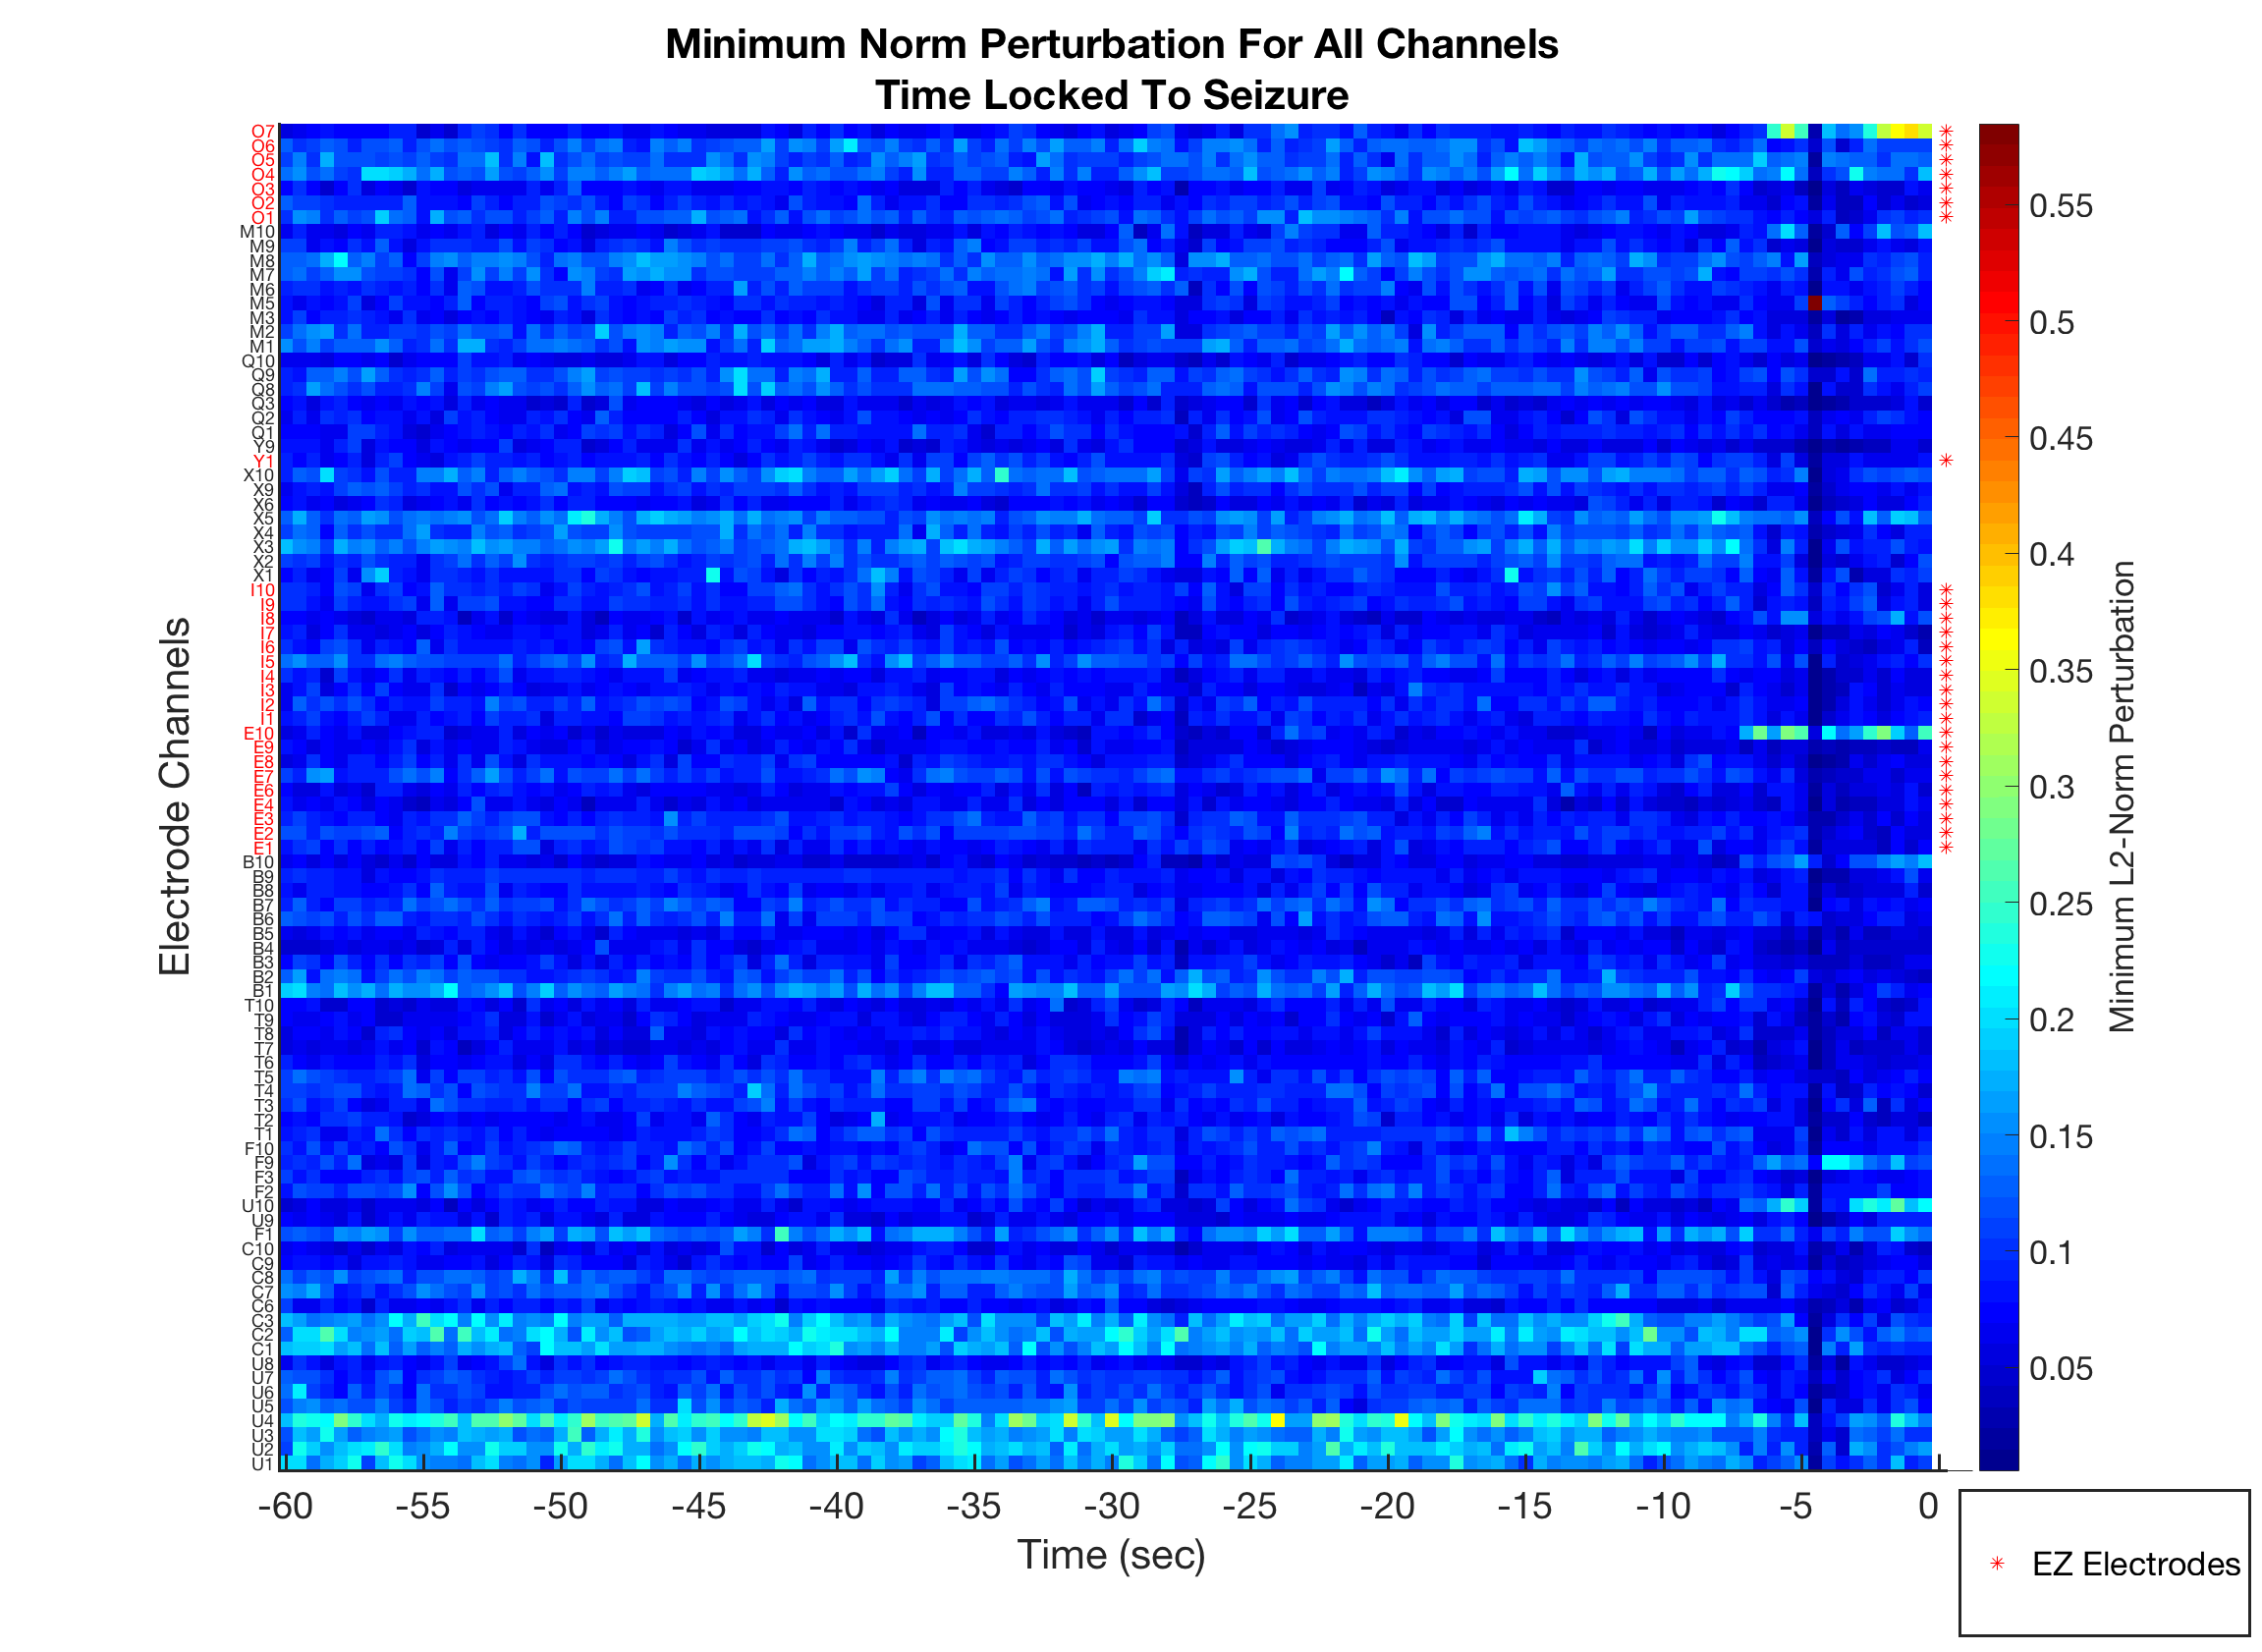 Minimum Norm Perturbation For All Channels
Time Locked To Seizure
O7
O6
O5
O4
O3
O2
O1
M10
M9
M8
M7
M6
M5
M3
M2
M1
Q10
Q9
Q8
Q3
Q2
Q1
Y9
Y1
X10
X9
X6
X5
X4
X3
X2
X1
I10
I9
I8
I7
I6
I5
I4
I3
I2
I1
E10
E9
E8
E7
E6
E4
E3
E2
E1
B10
B9
B8
B7
B6
B5
B4
B3
B2
B1
T10
T9
T8
T7
T6
T5
T4
T3
T2
T1
F10
F9
F3
F2
U10
U9
F1
C10
C9
C8
C7
C6
C3
C2
C1
U8
U7
U6
U5
U4
U3
U2
U1
Electrode Channels
-60 -55 -50 -45 -40 -35 -30 -25 -20 -15 -10 -5 0
Time (sec)
0.55
0.5
0.45
0.4
0.35
0.3
0.25
0.2
0.15
0.1
0.05
Minimum L2-Norm Perturbation
EZ Electrodes